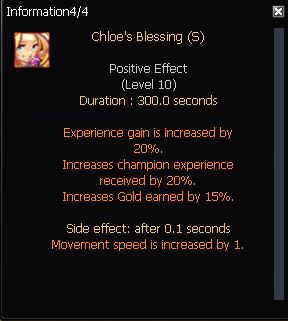 Information4/4
Chloe's Blessing (S)
Positive Effect
(Level 10)
Duration : 300.0 seconds
Experience gain is increased by
20%.
Increases champion experience
received by 20%.
Increases Gold earned by 15%.
Side effect: after 0.1 seconds
Movement speed is increased by 1.